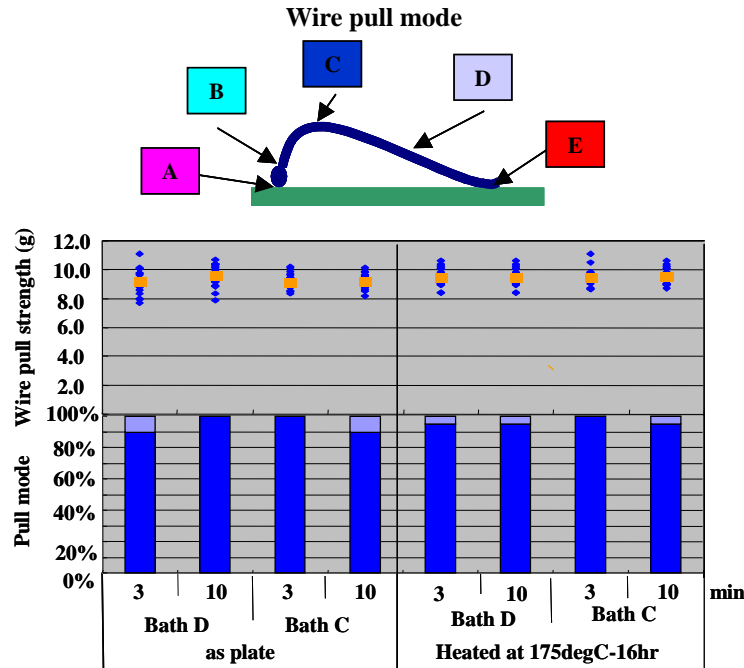 Wire pull mode
C
B
D
E
A
Wire pull strength (g)
12.0
10.0
8.0
6.0
4.0
2.0
Pull mode
100%
80%
60%
40%
20%
0%
3 10 3 10 3 10 3 10 min
Bath D Bath C Bath D Bath C
as plate Heated at 175degC-16hr